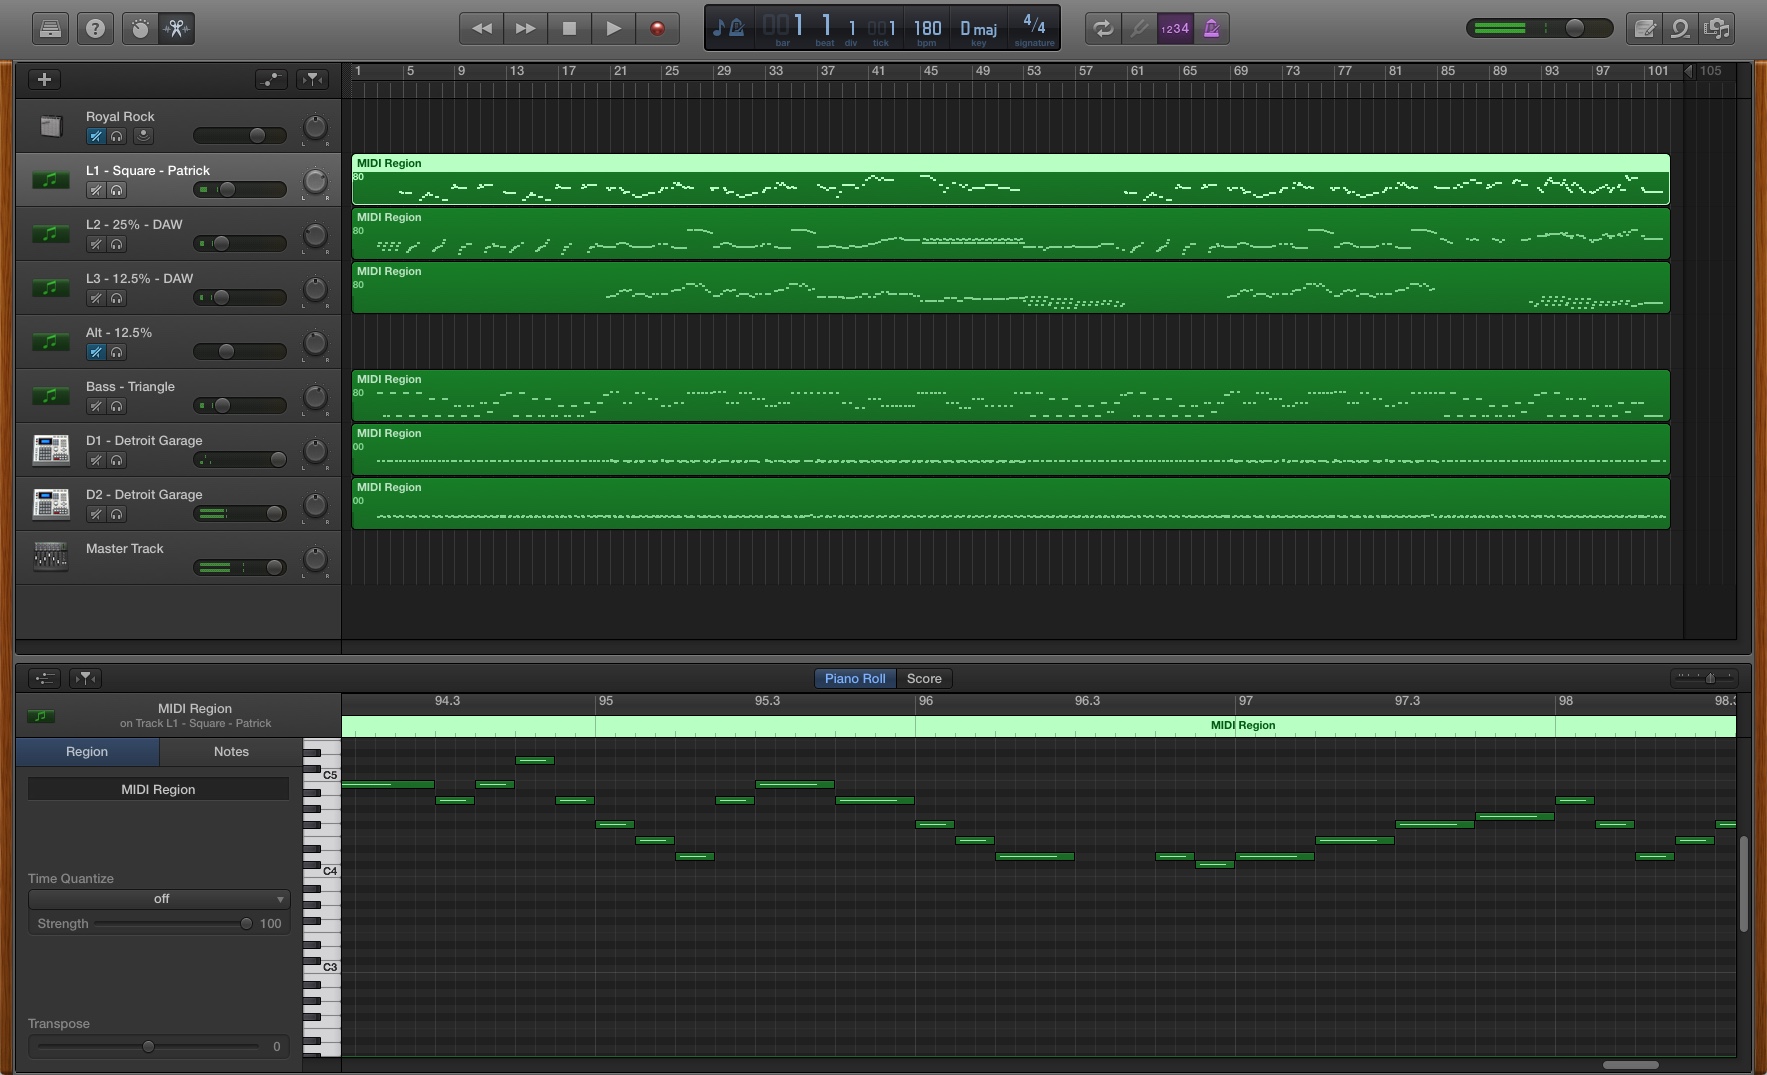 ?
001 1 1 001 180 D maj 4/4
bar beat div tick bpm key signature
1234
1 5 9 13 17 21 25 29 33 37 41 45 49 53 57 61 65 69 73 77 81 85 89 93 97 101 105
Royal Rock
L R
L1 - Square - Patrick
L R
MIDI Region
80
L2 - 25% - DAW
L R
MIDI Region
80
L3 - 12.5% - DAW
L R
MIDI Region
80
Alt - 12.5%
L R
Bass - Triangle
L R
MIDI Region
80
D1 - Detroit Garage
L R
MIDI Region
00
D2 - Detroit Garage
L R
MIDI Region
00
Master Track
L R
Piano Roll Score
MIDI Region
on Track L1 - Square - Patrick
94.3 95 95.3 96 96.3 97 97.3 98 98.3
MIDI Region
Region Notes
MIDI Region
C5
C4
C3
Time Quantize
off
Strength 100
Transpose
0